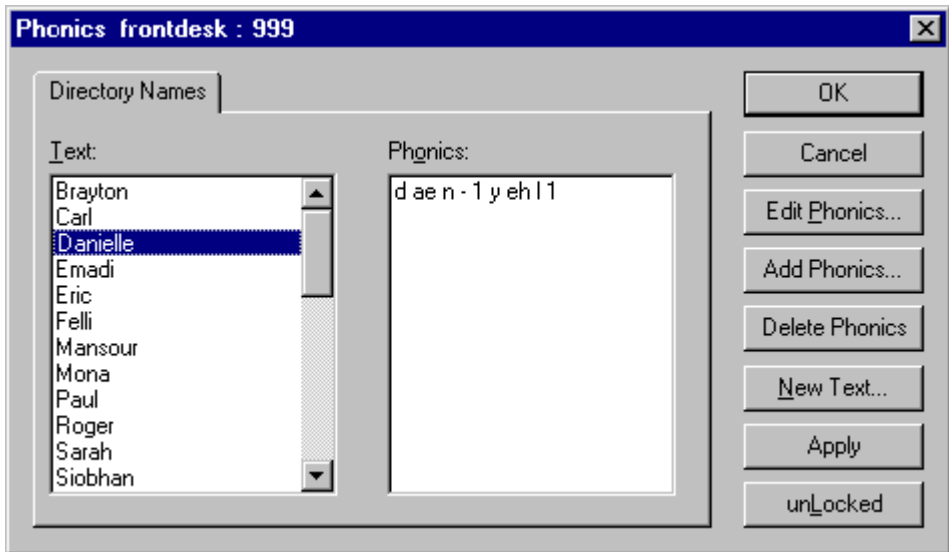 Phonics frontdesk : 999
Directory Names
Text:
Brayton
Carl
Danielle
Emadi
Eric
Felli
Mansour
Mona
Paul
Roger
Sarah
Siobhan
Phonics:
d ae n - 1 y eh l 1
OK
Cancel
Edit Phonics...
Add Phonics...
Delete Phonics
New Text...
Apply
unLocked